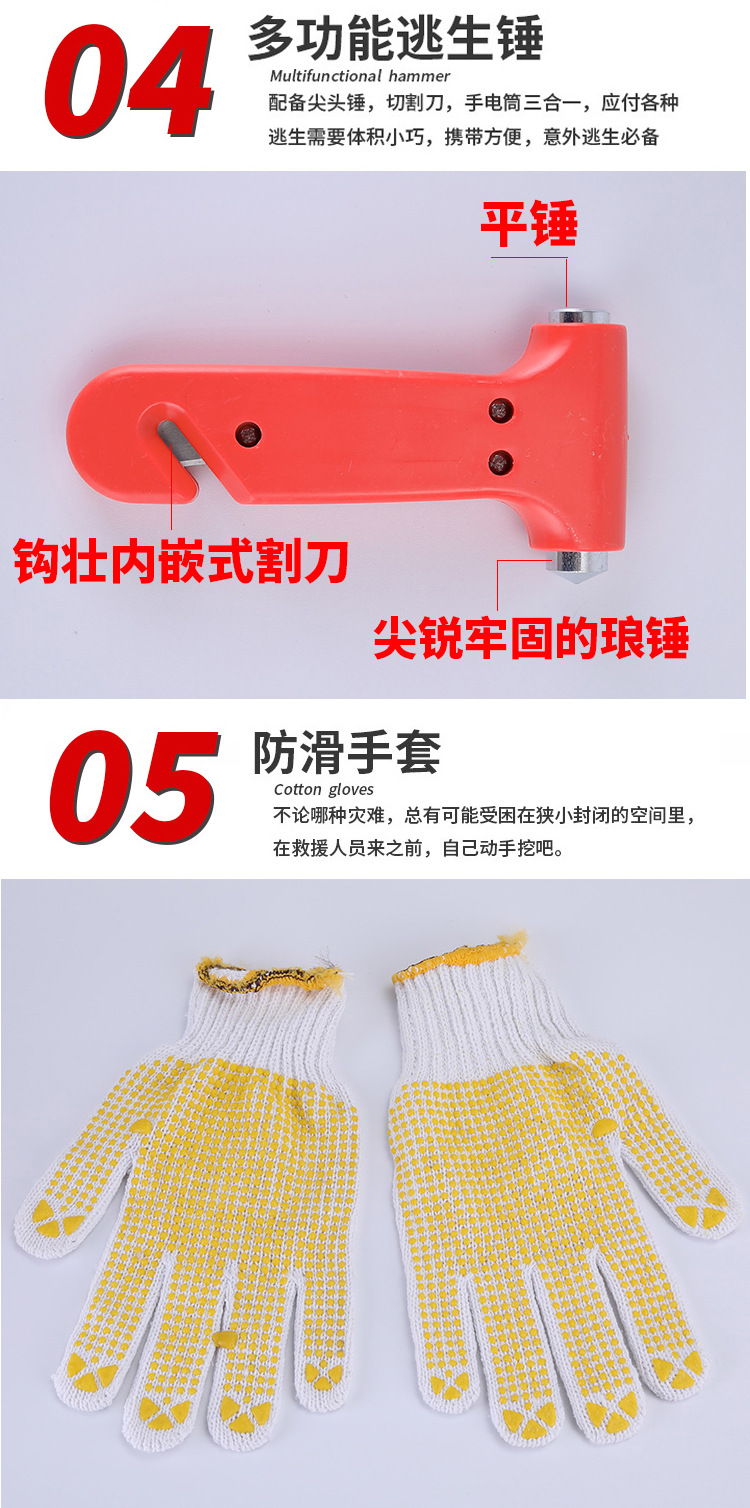 04
多功能逃生锤
Multifunctional hammer
配备尖头锤，切割刀，手电筒三合一，应付各种
逃生需要体积小巧，携带方便，意外逃生必备
平锤
钩壮内嵌式割刀
尖锐牢固的琅锤
05
防滑手套
Cotton gloves
不论哪种灾难，总有可能受困在狭小封闭的空间里，
在救援人员来之前，自己动手挖吧。